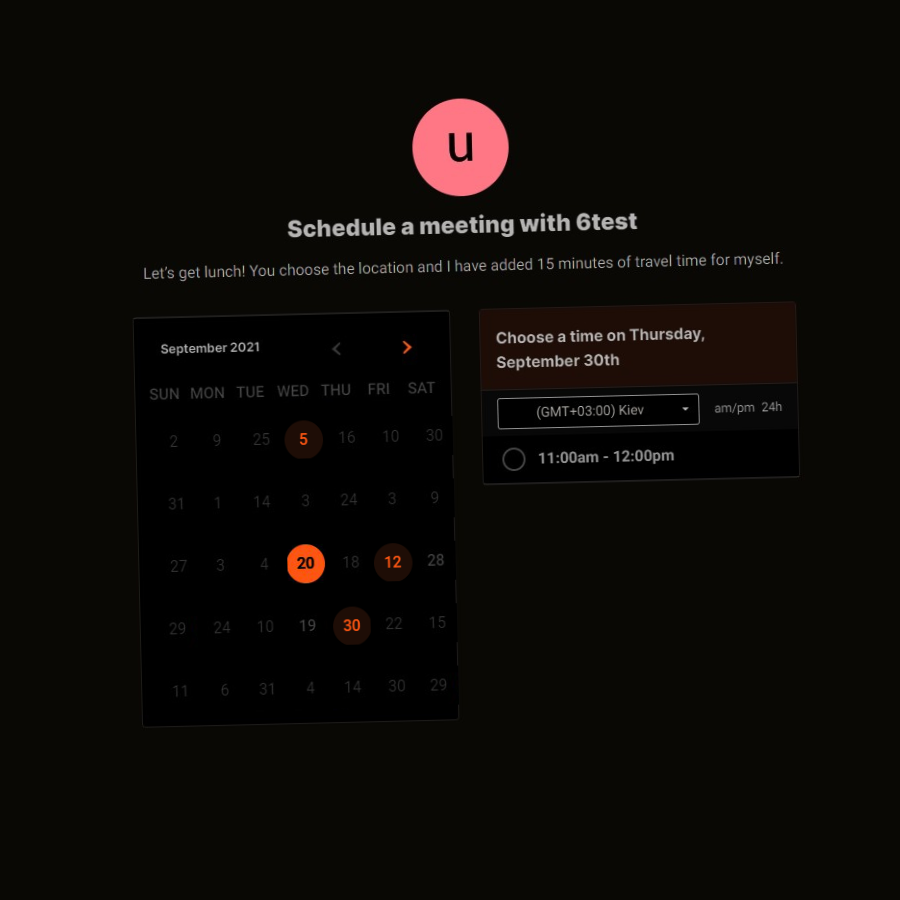 u
Schedule a meeting with 6test
Let's get lunch! You choose the location and I have added 15 minutes of travel time for myself.
September 2021
SUN MON TUE WED THU FRI SAT
2 9 25 5 16 10 30
31 1 14 3 24 3 9
27 3 4 20 18 12 28
29 24 10 19 30 22 15
11 6 31 4 14 30 29
Choose a time on Thursday,
September 30th
(GMT+03:00) Kiev am/pm 24h
11:00am - 12:00pm